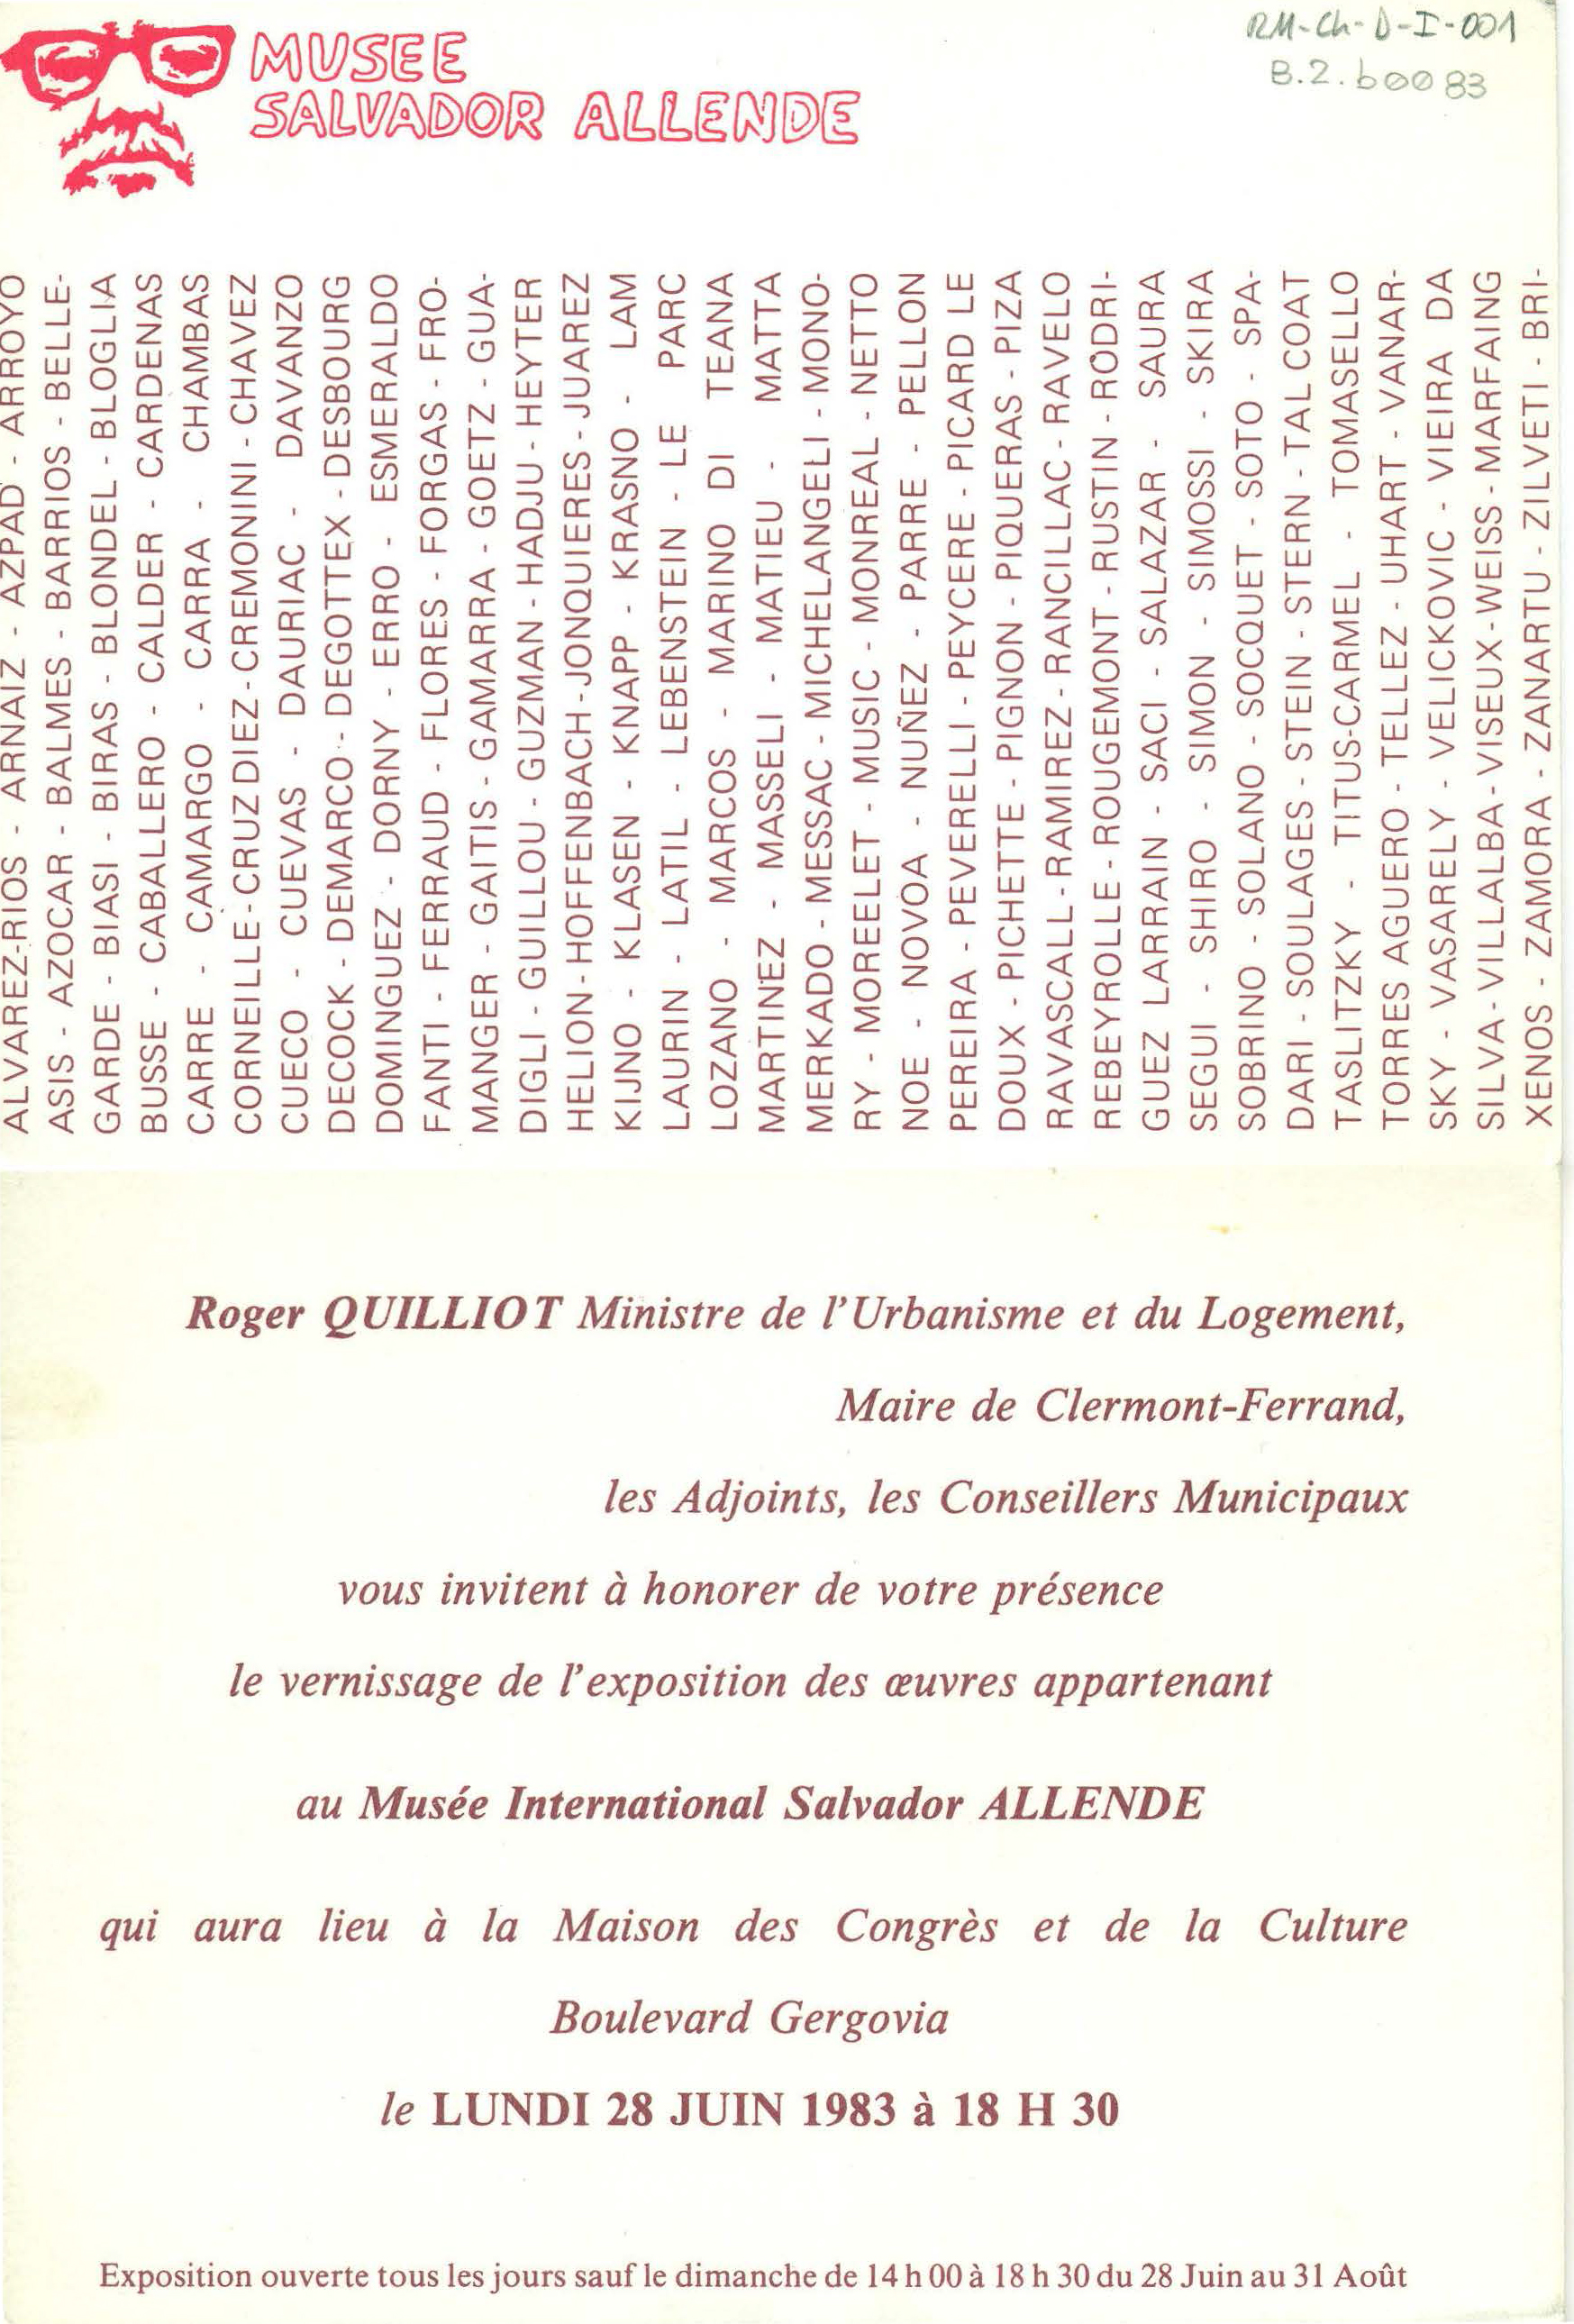 MUSEE
SALVADOR ALLENDE
RM-Ch-D-I-001
B.2.b0083
ALVAREZ-RIOS - ARNAIZ - AZPAD - ARROYO
ASIS - AZOCAR - BALMES - BARRIOS - BELLE-
GARDE - BIASI - BIRAS - BLONDEL - BLOGLIA
BUSSE - CABALLERO - CALDER - CARDENAS
CARRE - CAMARGO - CARRA - CHAMBAS
CORNEILLE - CRUZ DIEZ - CREMONINI - CHAVEZ
CUECO - CUEVAS - DAURIAC - DAVANZO
DECOCK - DEMARCO - DEGOTTEX - DESBOURG
DOMINGUEZ - DORNY - ERRO - ESMERALDO
FANTI - FERRAUD - FLORES - FORGAS - FRO-
MANGER - GAITIS - GAMARRA - GOETZ - GUA-
DIGLI - GUILLOU - GUZMAN - HADJU - HEYTER
HELION - HOFFENBACH - JONQUIERES - JUAREZ
KIJNO - KLASEN - KNAPP - KRASNO - LAM
LAURIN - LATIL - LEBENSTEIN - LE PARC
LOZANO - MARCOS - MARINO DI TEANA
MARTINEZ - MASSELI - MATIEU - MATTA
MERKADO - MESSAC - MICHELANGELI - MONO-
RY - MOREELET - MUSIC - MONREAL - NETTO
NOE - NOVOA - NUÑEZ - PARRE - PELLON
PEREIRA - PEVERELLI - PEYCERE - PICARD LE
DOUX - PICHETTE - PIGNON - PIQUERAS - PIZA
RAVASCALL - RAMIREZ - RANCILLAC - RAVELO
REBEYROLLE - ROUGEMONT - RUSTIN - RODRI-
GUEZ LARRAIN - SACI - SALAZAR - SAURA
SEGUI - SHIRO - SIMON - SIMOSSI - SKIRA
SOBRINO - SOLANO - SOCQUET - SOTO - SPA-
DARI - SOULAGES - STEIN - STERN - TAL COAT
TASLITZKY - TITUS-CARMEL - TOMASELLO
TORRES AGUERO - TELLEZ - UHART - VANAR-
SKY - VASARELY - VELICKOVIC - VIEIRA DA
SILVA - VILLALBA - VISEUX - WEISS - MARFAING
XENOS - ZAMORA - ZANARTU - ZILVETI - BRI-
Roger QUILLIOT Ministre de l'Urbanisme et du Logement,
Maire de Clermont-Ferrand,
les Adjoints, les Conseillers Municipaux
vous invitent à honorer de votre présence
le vernissage de l'exposition des œuvres appartenant
au Musée International Salvador ALLENDE
qui aura lieu à la Maison des Congrès et de la Culture
Boulevard Gergovia
le LUNDI 28 JUIN 1983 à 18 H 30
Exposition ouverte tous les jours sauf le dimanche de 14 h 00 à 18 h 30 du 28 Juin au 31 Août